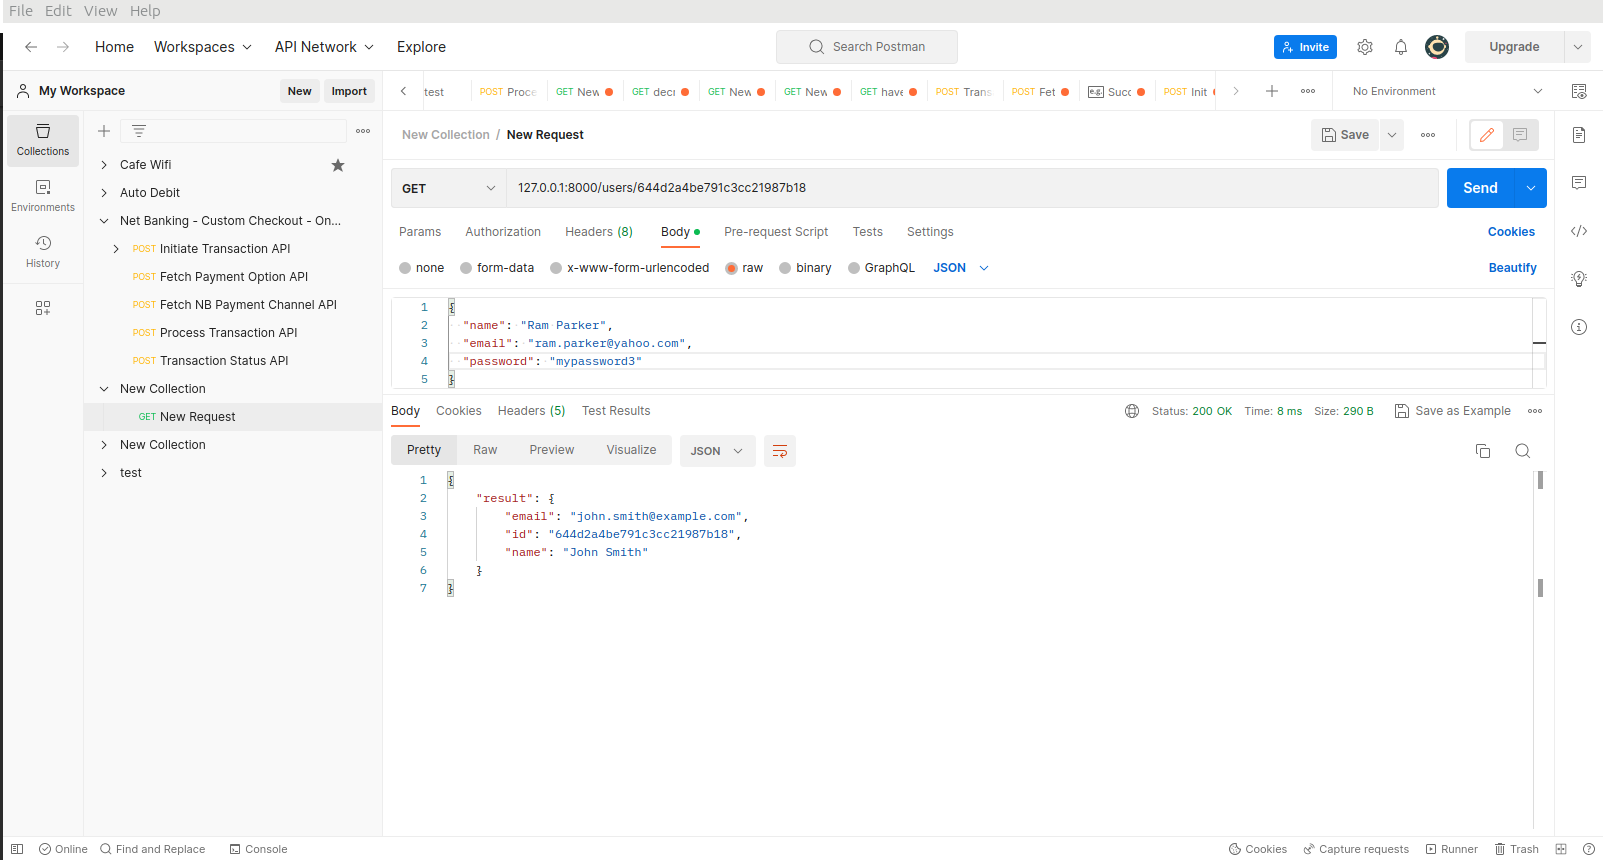 File Edit View Help
Home Workspaces API Network Explore Search Postman Invite Upgrade
My Workspace New Import test POST Proce GET New GET decr GET New GET New GET have POST Trans POST Fet e.g. Succ POST Init No Environment
Collections
Environments
History
Cafe Wifi
Auto Debit
Net Banking - Custom Checkout - On...
POST Initiate Transaction API
POST Fetch Payment Option API
POST Fetch NB Payment Channel API
POST Process Transaction API
POST Transaction Status API
New Collection
GET New Request
New Collection
test
New Collection / New Request Save
GET 127.0.0.1:8000/users/644d2a4be791c3cc21987b18 Send
Params Authorization Headers (8) Body Pre-request Script Tests Settings Cookies
none form-data x-www-form-urlencoded raw binary GraphQL JSON Beautify
1 {
2 "name": "Ram Parker",
3 "email": "ram.parker@yahoo.com",
4 "password": "mypassword3"
5 }
Body Cookies Headers (5) Test Results Status: 200 OK Time: 8 ms Size: 290 B Save as Example
Pretty Raw Preview Visualize JSON
1 {
2 "result": {
3 "email": "john.smith@example.com",
4 "id": "644d2a4be791c3cc21987b18",
5 "name": "John Smith"
6 }
7 }
Online Find and Replace Console Cookies Capture requests Runner Trash